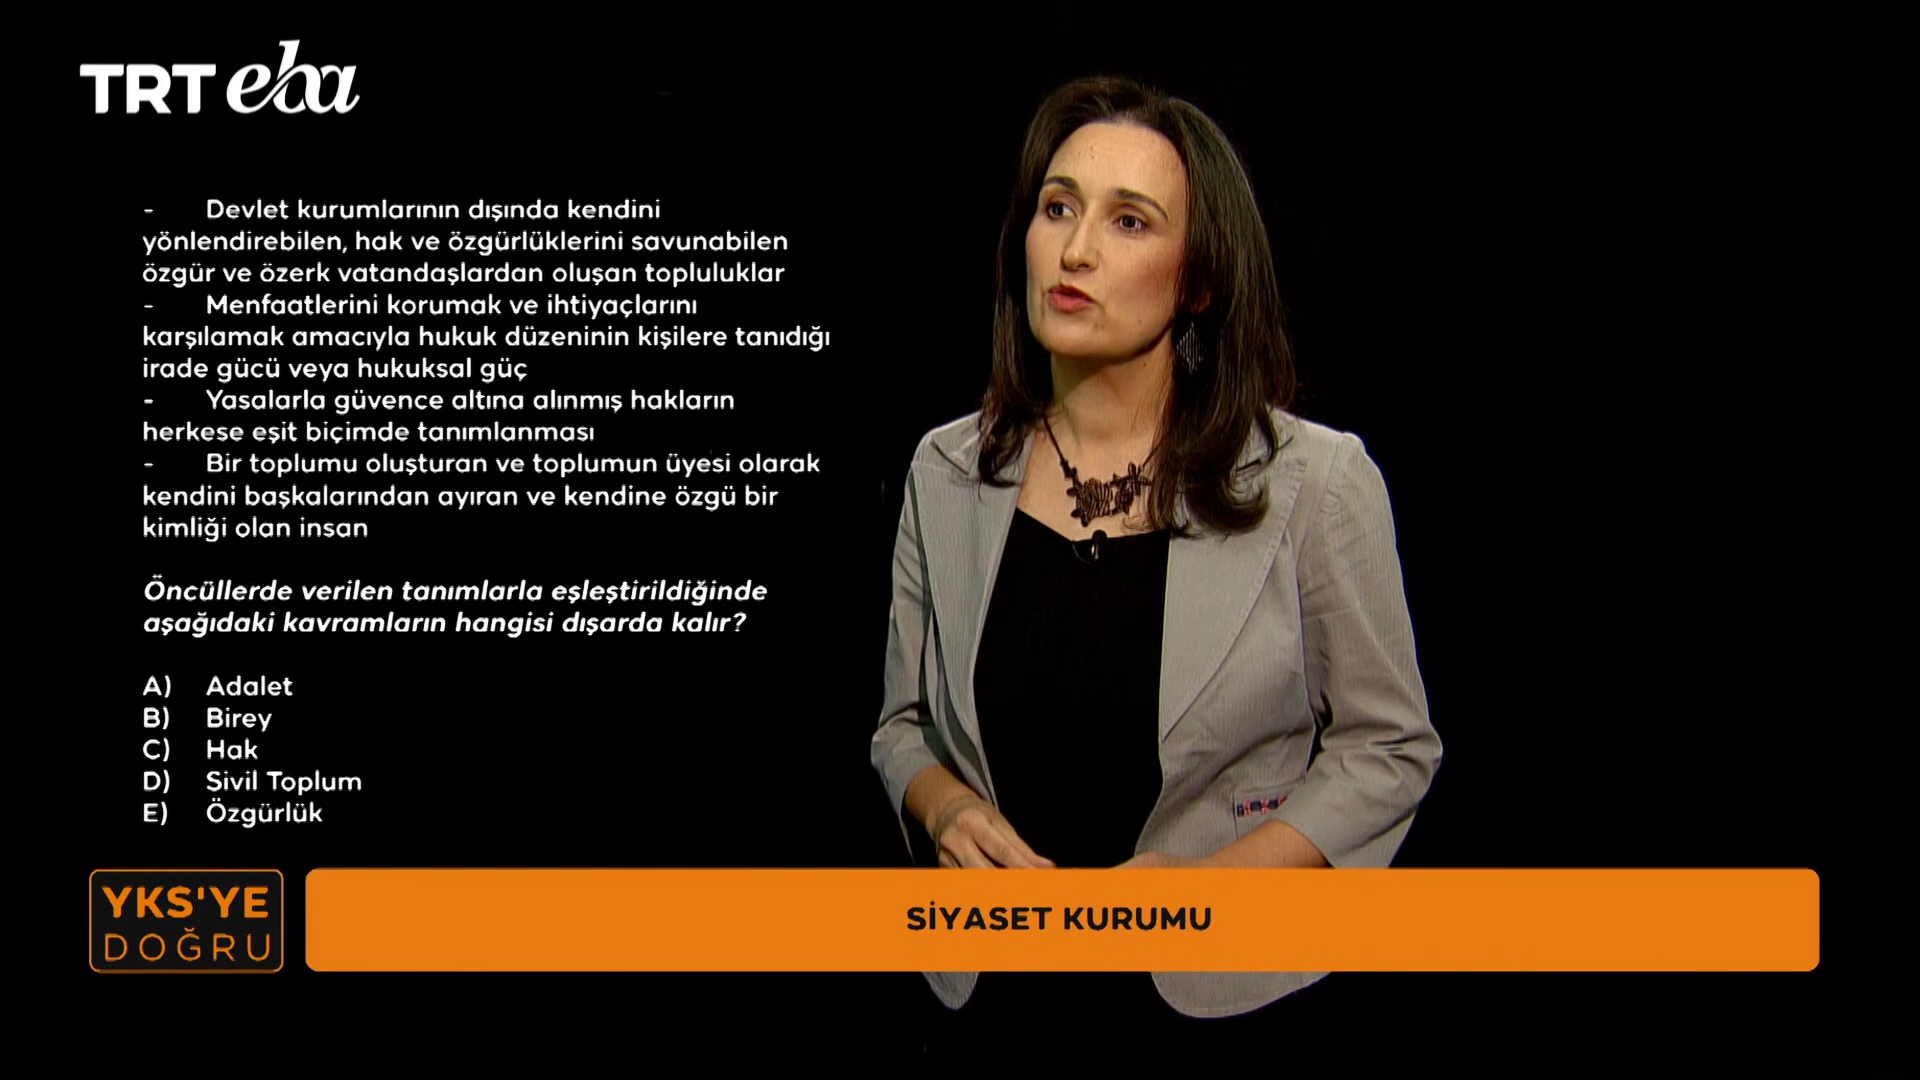 TRT eba
- Devlet kurumlarının dışında kendini
yönlendirebilen, hak ve özgürlüklerini savunabilen
özgür ve özerk vatandaşlardan oluşan topluluklar
- Menfaatlerini korumak ve ihtiyaçlarını
karşılamak amacıyla hukuk düzeninin kişilere tanıdığı
irade gücü veya hukuksal güç
- Yasalarla güvence altına alınmış hakların
herkese eşit biçimde tanımlanması
- Bir toplumu oluşturan ve toplumun üyesi olarak
kendini başkalarından ayıran ve kendine özgü bir
kimliği olan insan
Öncüllerde verilen tanımlarla eşleştirildiğinde
aşağıdaki kavramların hangisi dışarda kalır?
A) Adalet
B) Birey
C) Hak
D) Sivil Toplum
E) Özgürlük
YKS'YE
DOĞRU
SİYASET KURUMU